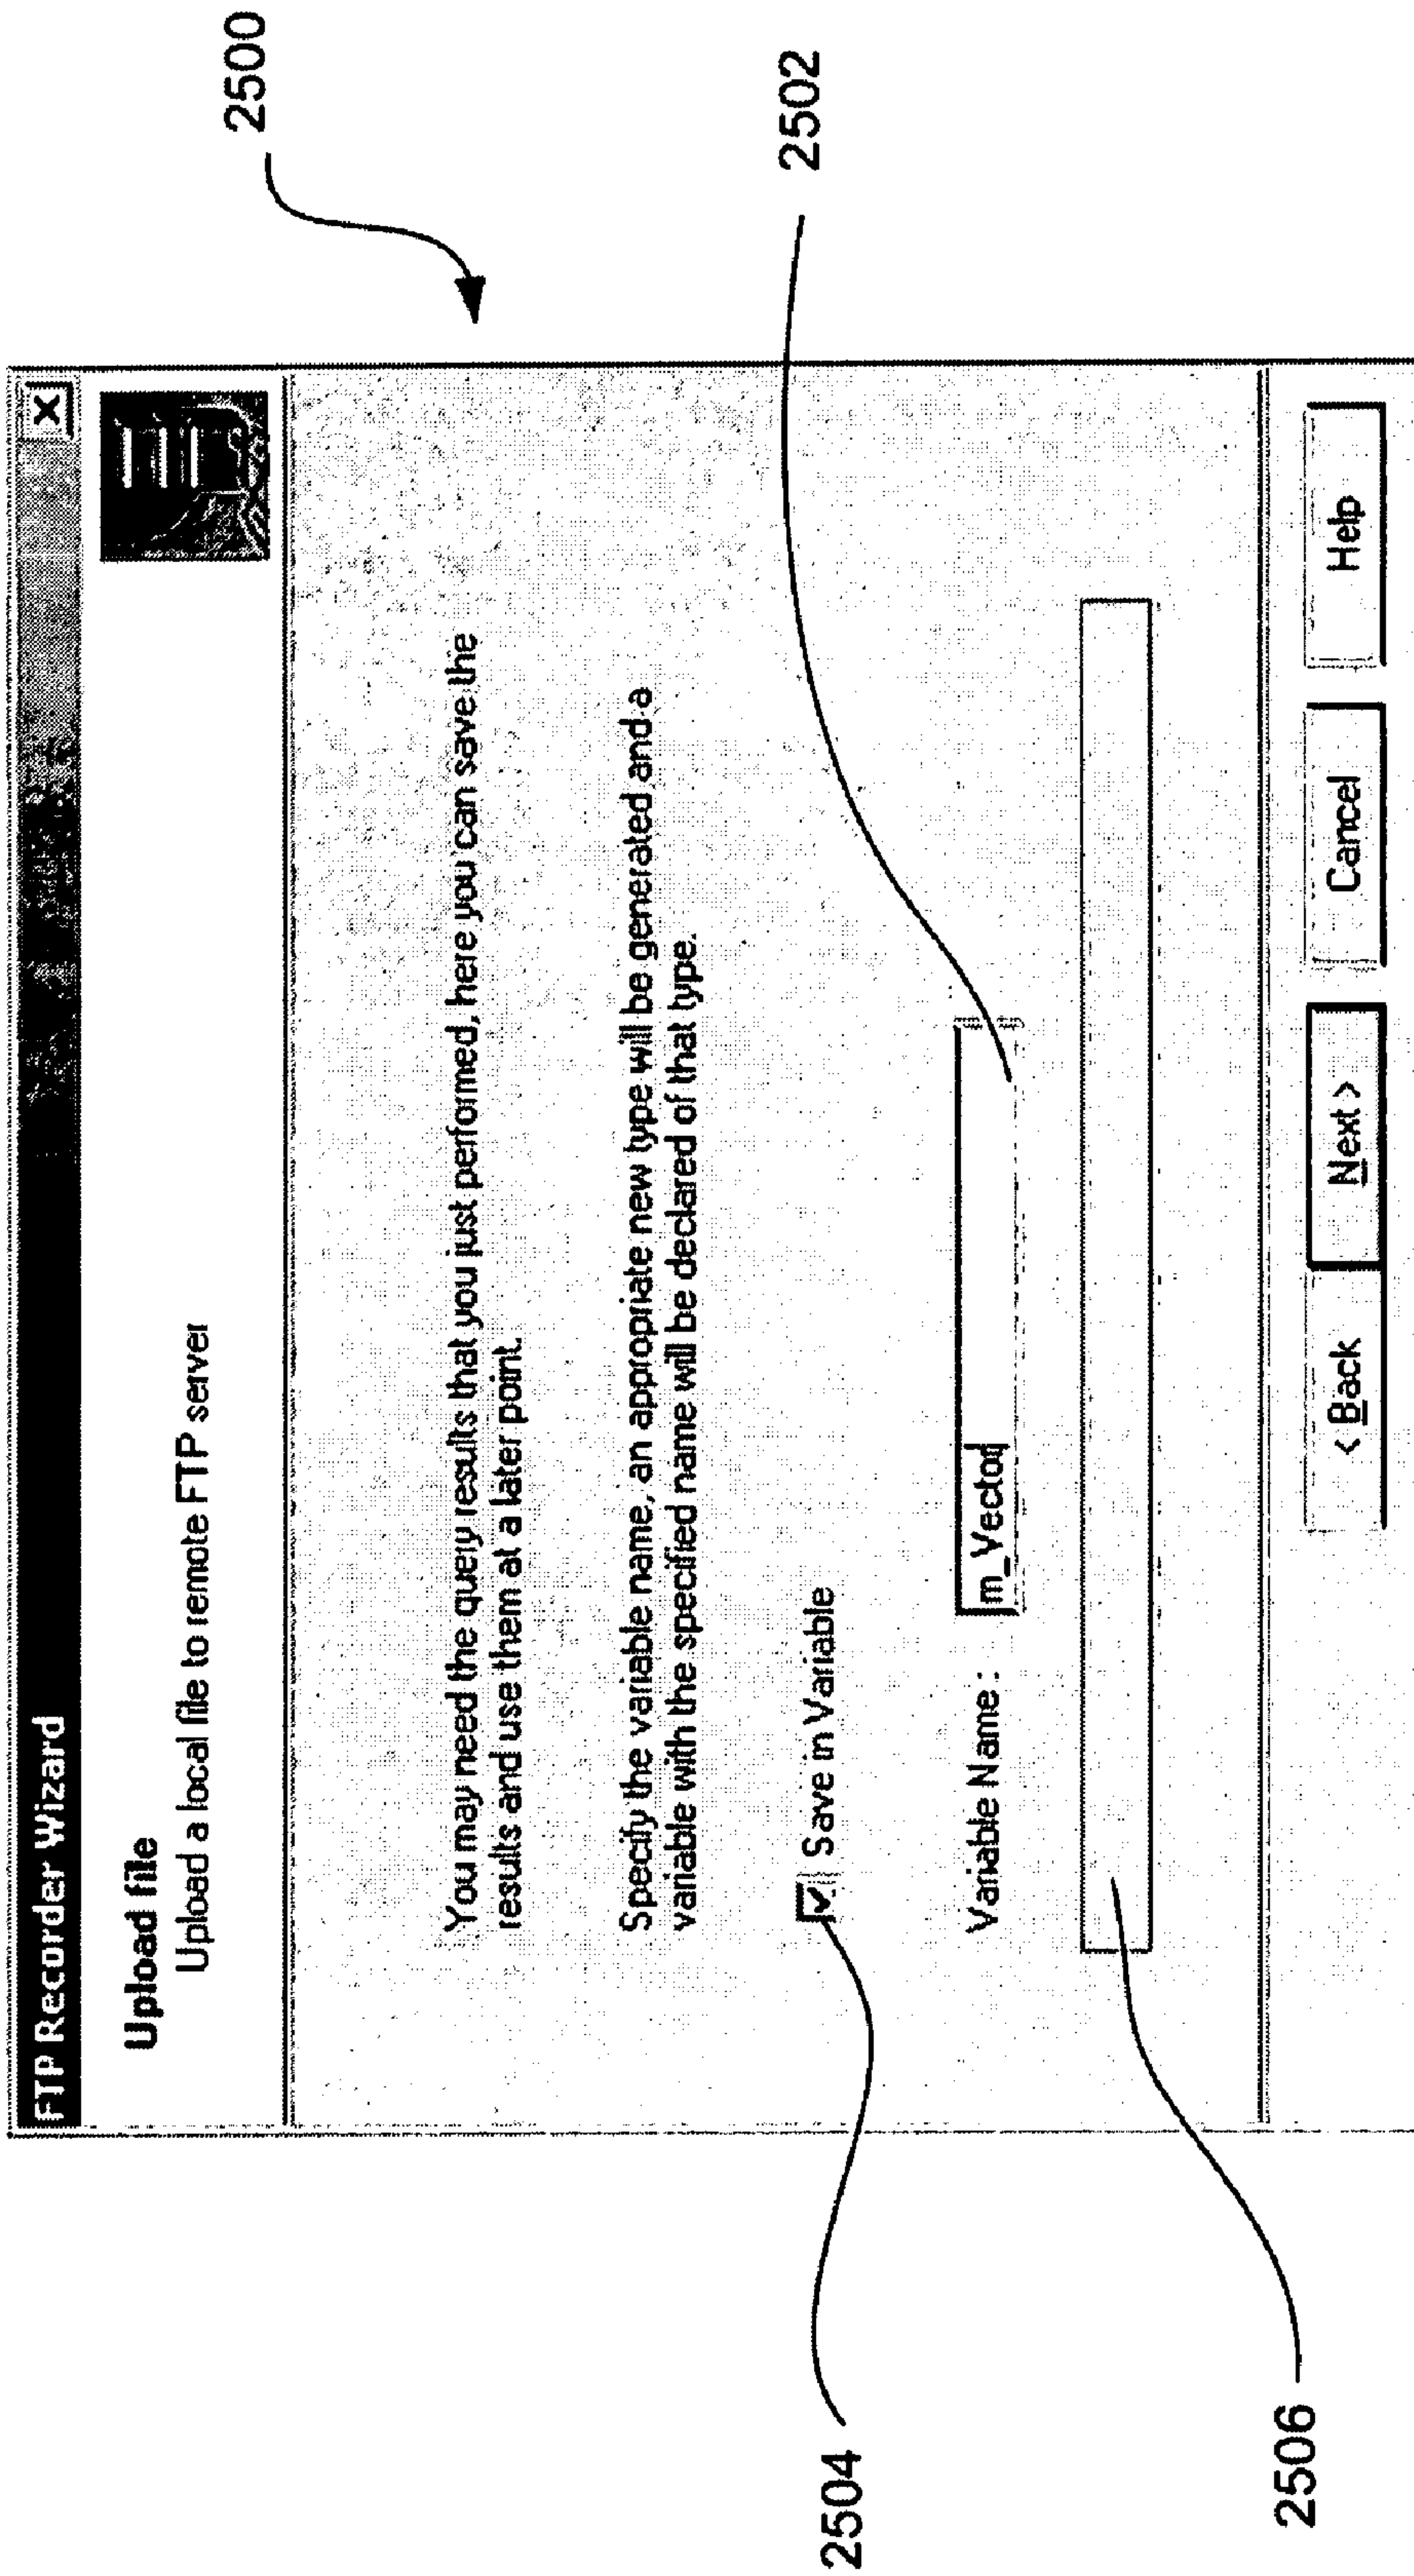 FTP Recorder Wizard
X
Upload file
Upload a local file to remote FTP server
2500
You may need the query results that you just performed, here you can save the
results and use them at a later point.
Specify the variable name, an appropriate new type will be generated and a
variable with the specified name will be declared of that type.
2502
2504
Save in Variable
Variable Name :
m_Vector
2506
< Back
Next >
Cancel
Help